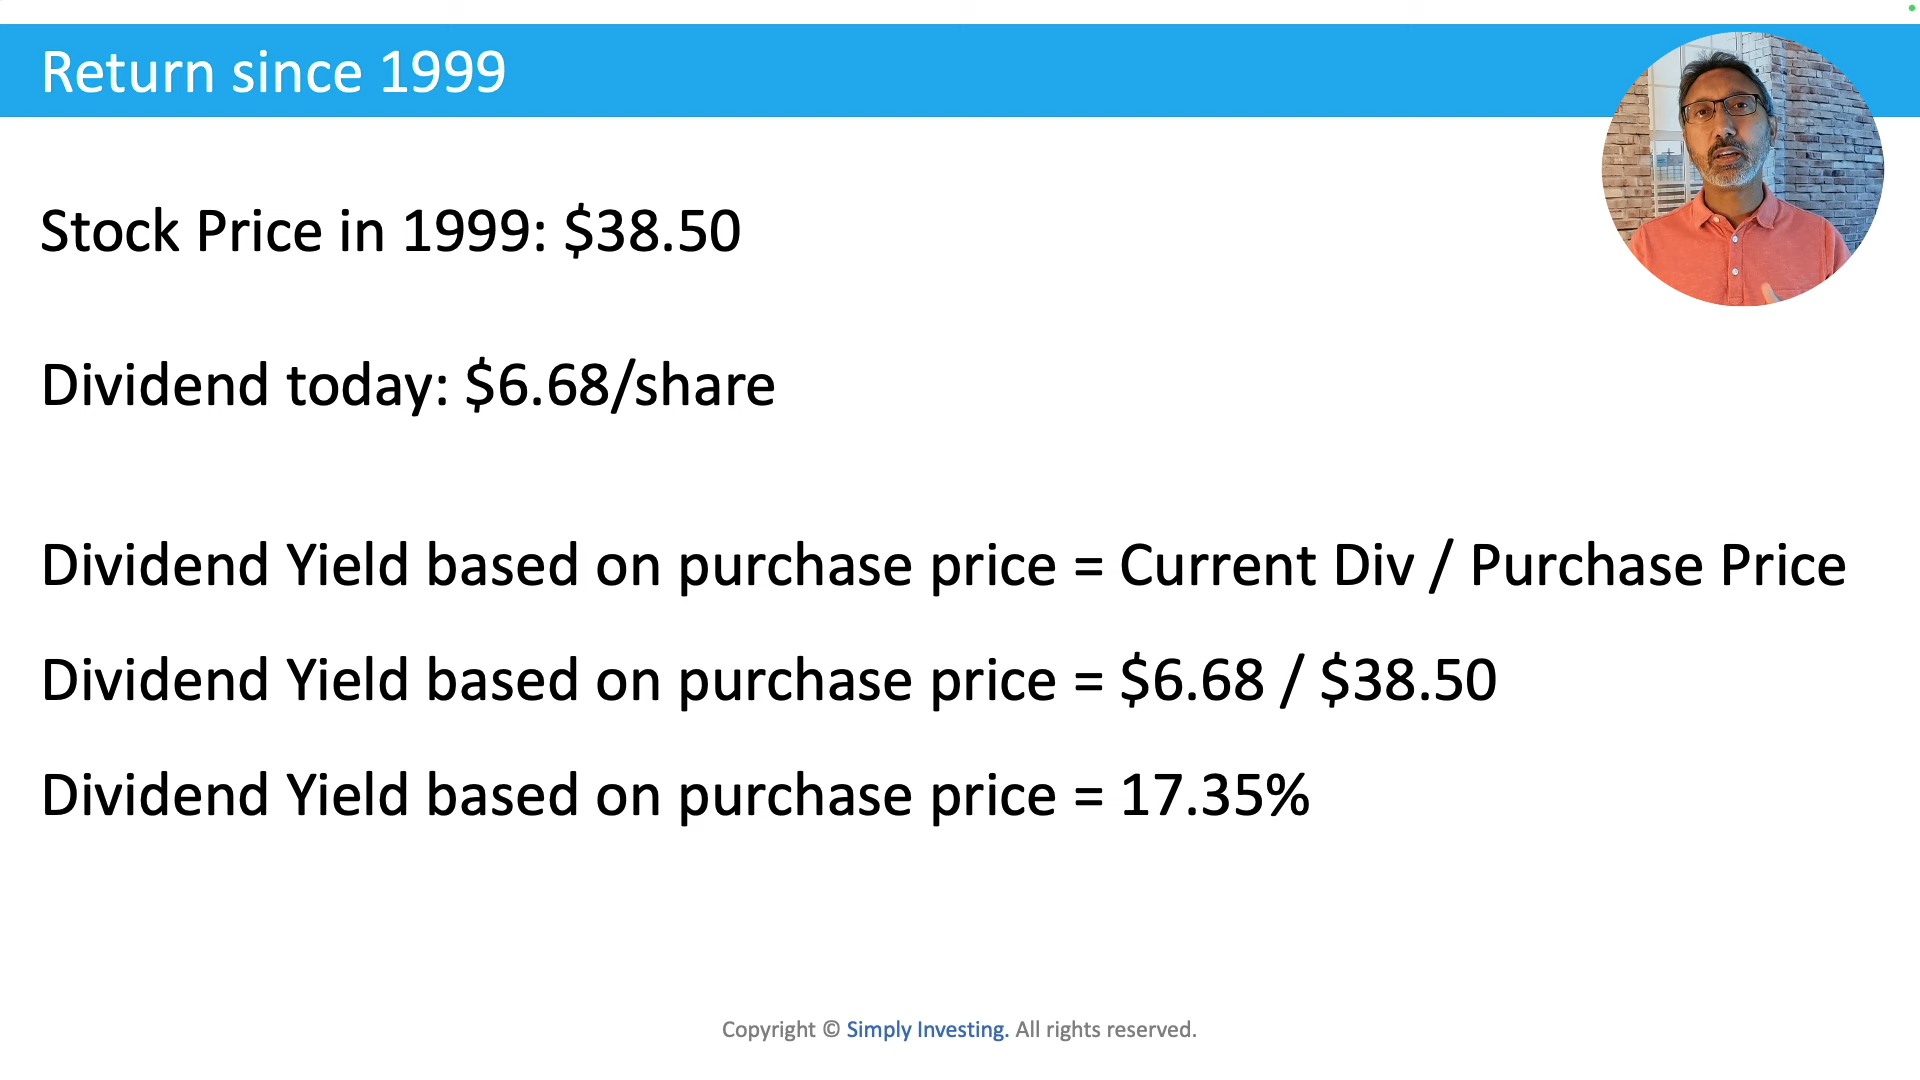 Return since 1999
Stock Price in 1999: $38.50
Dividend today: $6.68/share
Dividend Yield based on purchase price = Current Div / Purchase Price
Dividend Yield based on purchase price = $6.68 / $38.50
Dividend Yield based on purchase price = 17.35%
Copyright © Simply Investing. All rights reserved.